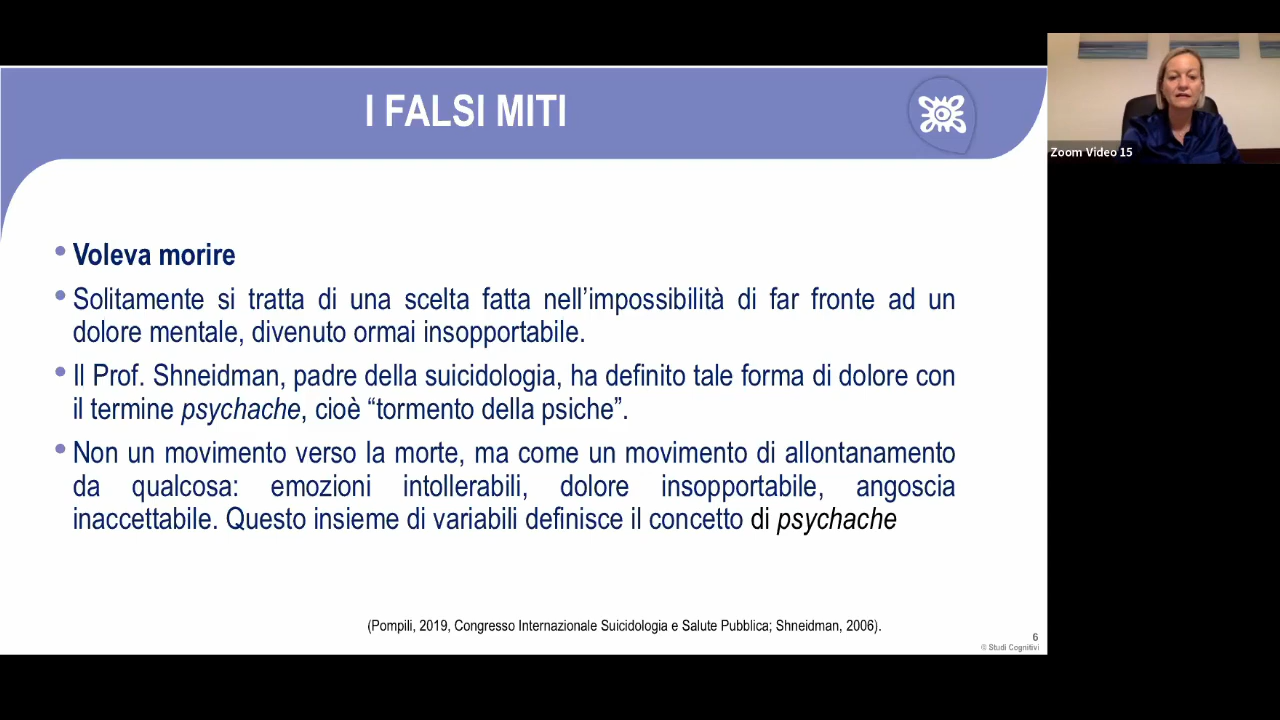 I FALSI MITI
Zoom Video 15
Voleva morire
Solitamente si tratta di una scelta fatta nell’impossibilità di far fronte ad un
dolore mentale, divenuto ormai insopportabile.
Il Prof. Shneidman, padre della suicidologia, ha definito tale forma di dolore con
il termine psychache, cioè “tormento della psiche”.
Non un movimento verso la morte, ma come un movimento di allontanamento
da qualcosa: emozioni intollerabili, dolore insopportabile, angoscia
inaccettabile. Questo insieme di variabili definisce il concetto di psychache
(Pompili, 2019, Congresso Internazionale Suicidologia e Salute Pubblica; Shneidman, 2006).
6
© Studi Cognitivi